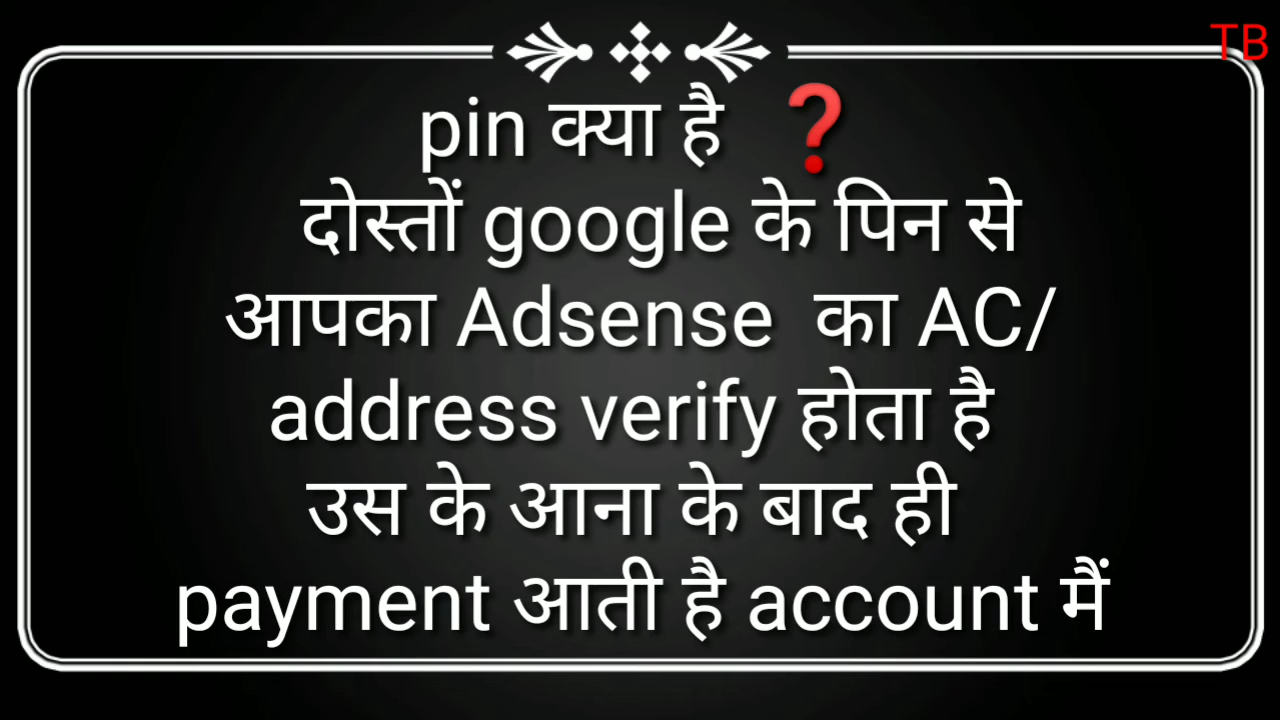 TB
pin क्या है ❓
दोस्तों google के पिन से
आपका Adsense का AC/
address verify होता है
उस के आना के बाद ही
payment आती है account मैं